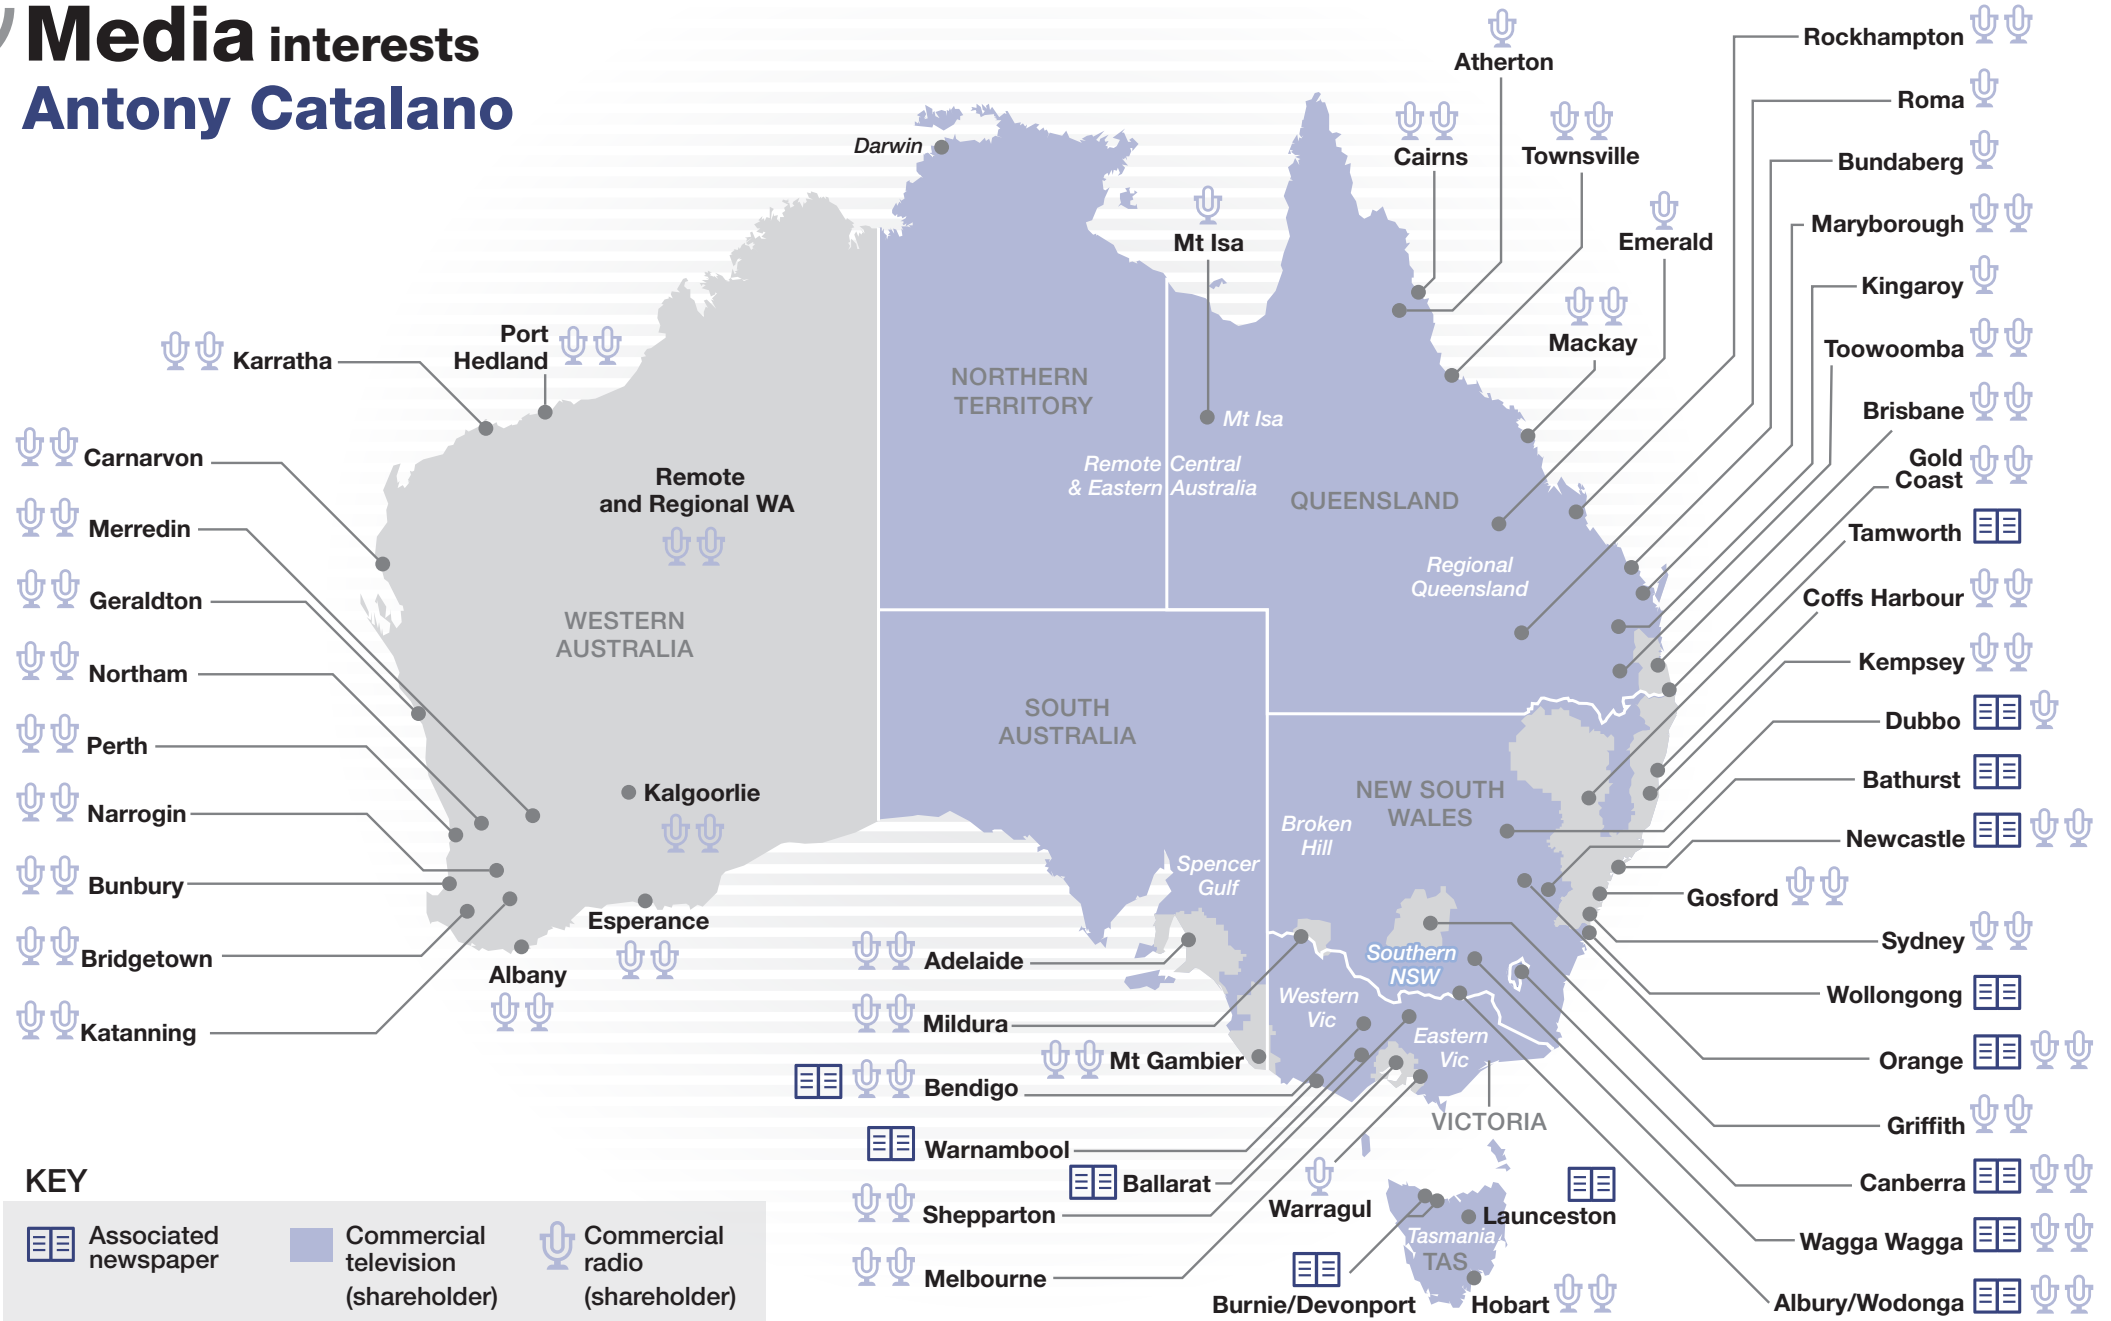 Media interests
Antony Catalano
Darwin
Atherton
Cairns
Townsville
Mt Isa
Emerald
Mackay
Rockhampton
Roma
Bundaberg
Maryborough
Kingaroy
Toowoomba
Brisbane
Gold
Coast
Tamworth
Coffs Harbour
Kempsey
Dubbo
Bathurst
Newcastle
Gosford
Sydney
Wollongong
Orange
Griffith
Canberra
Wagga Wagga
Albury/Wodonga
Port
Hedland
Karratha
Carnarvon
Merredin
Geraldton
Northam
Perth
Narrogin
Bunbury
Bridgetown
Katanning
Remote
and Regional WA
WESTERN
AUSTRALIA
Kalgoorlie
Esperance
Albany
NORTHERN
TERRITORY
Mt Isa
Remote Central
& Eastern Australia
QUEENSLAND
Regional
Queensland
SOUTH
AUSTRALIA
NEW SOUTH
WALES
Broken
Hill
Spencer
Gulf
Southern
NSW
Western
Vic
Eastern
Vic
VICTORIA
Adelaide
Mildura
Mt Gambier
Bendigo
Warnambool
Ballarat
Shepparton
Melbourne
Warragul
Launceston
Tasmania
TAS
Burnie/Devonport
Hobart
KEY
Associated
newspaper
Commercial
television
(shareholder)
Commercial
radio
(shareholder)